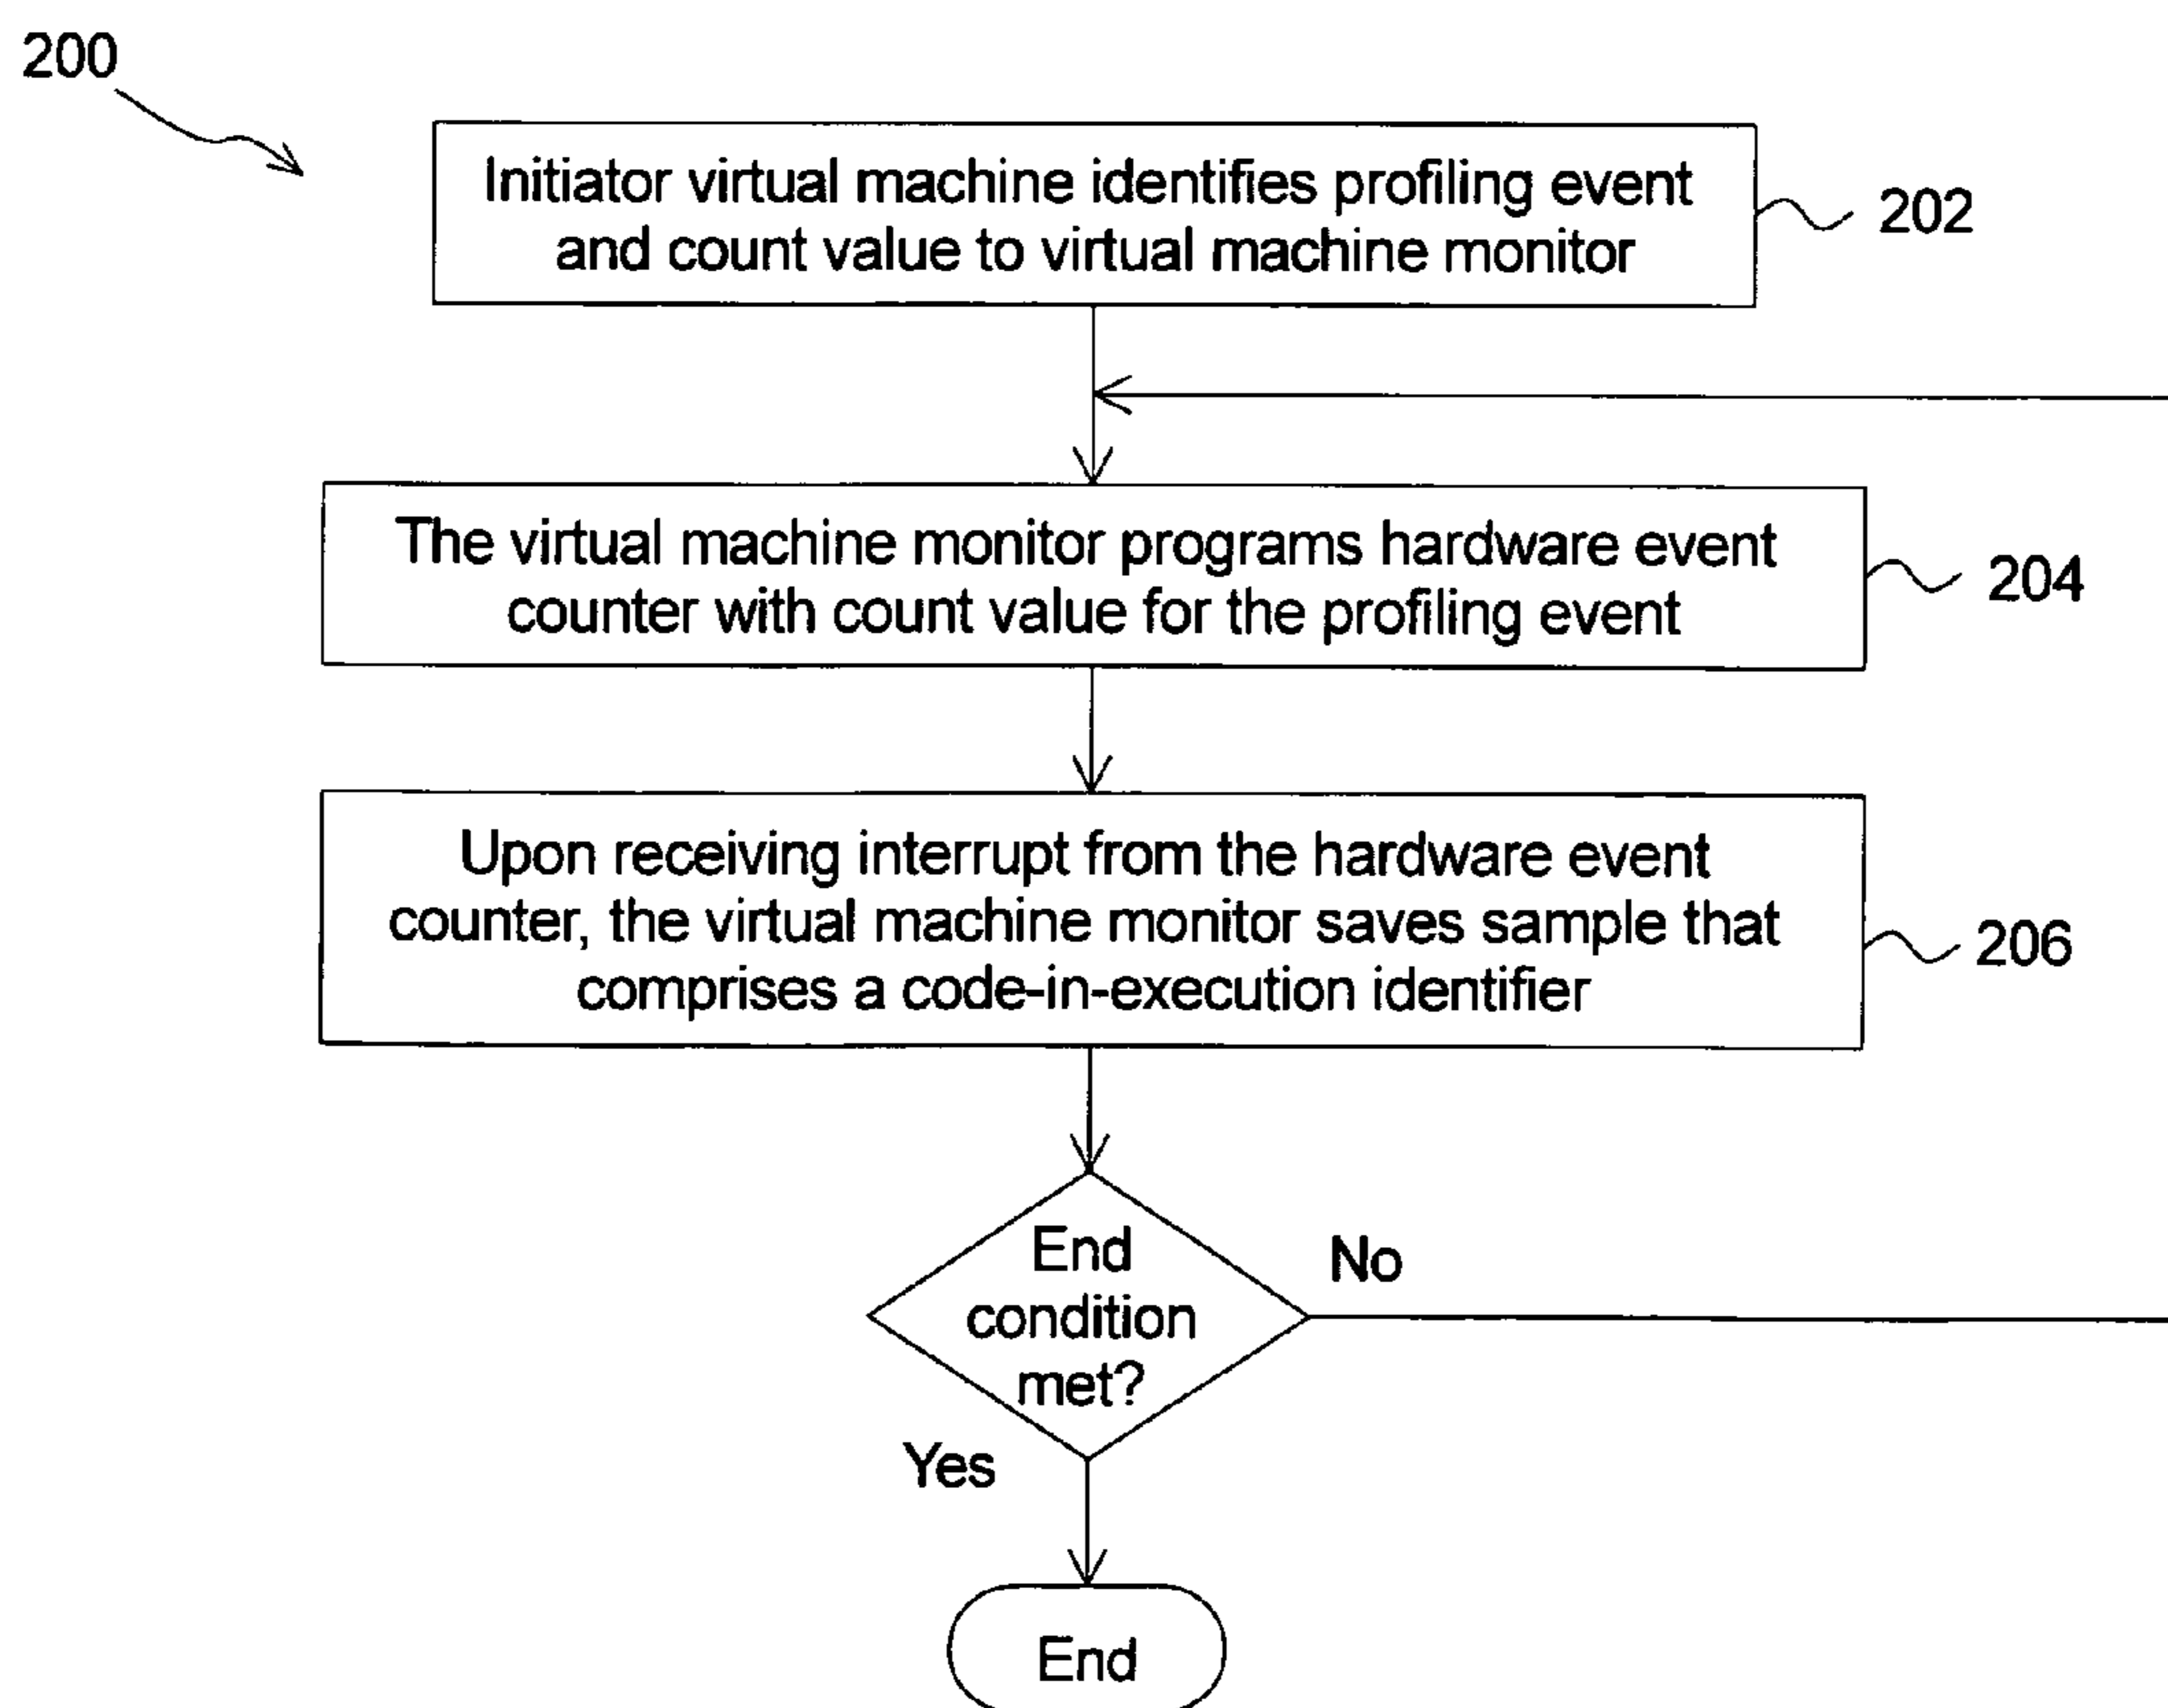 200
Initiator virtual machine identifies profiling event
and count value to virtual machine monitor
202
The virtual machine monitor programs hardware event
counter with count value for the profiling event
204
Upon receiving interrupt from the hardware event
counter, the virtual machine monitor saves sample that
comprises a code-in-execution identifier
206
End
condition
met?
No
Yes
End